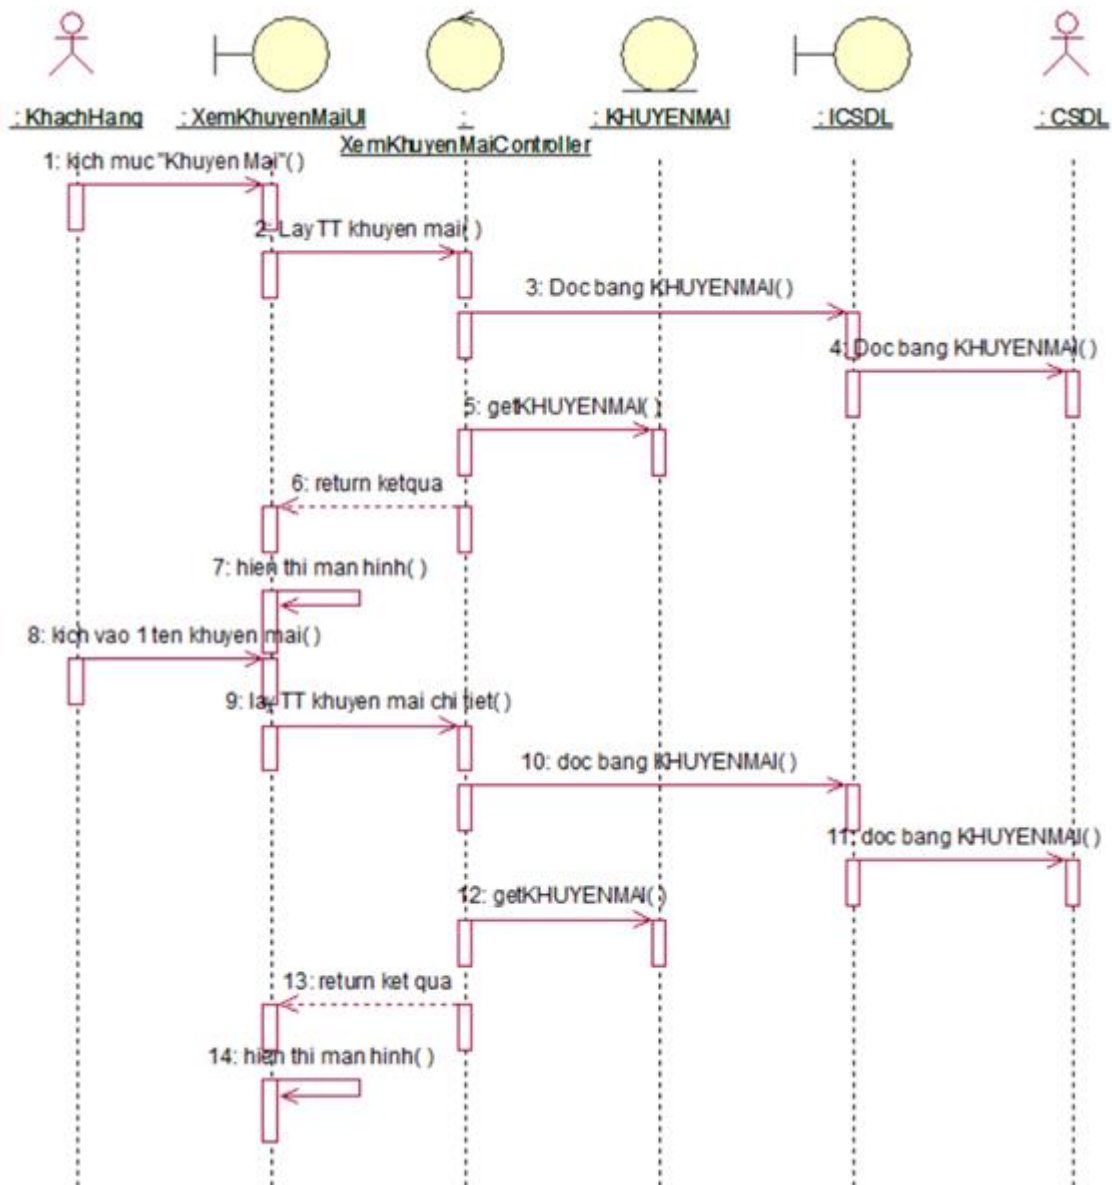 : KhachHang
: XemKhuyenMaiUI
:
XemKhuyenMaiController
: KHUYENMAI
: ICSDL
: CSDL
1: kich muc "Khuyen Mai"( )
2: Lay TT khuyen mai( )
3: Doc bang KHUYENMAI( )
4: Doc bang KHUYENMAI( )
5: getKHUYENMAI( )
6: return ketqua
7: hien thi man hinh( )
8: kich vao 1 ten khuyen mai( )
9: lay TT khuyen mai chi tiet( )
10: doc bang KHUYENMAI( )
11: doc bang KHUYENMAI( )
12: getKHUYENMAI( )
13: return ket qua
14: hien thi man hinh( )